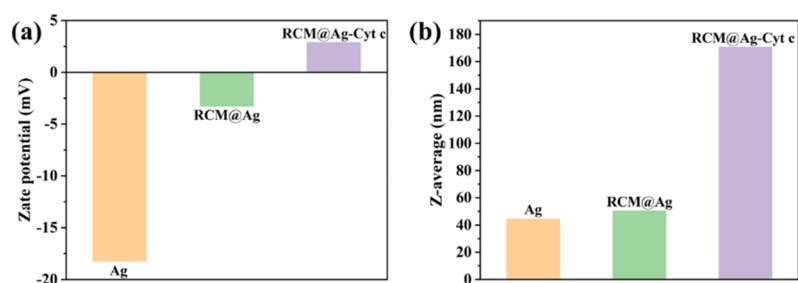 (a)
Zate potential (mV)
5
0
-5
-10
-15
-20
Ag
RCM@Ag
RCM@Ag-Cyt c
(b)
Z-average (nm)
180
160
140
120
100
80
60
40
20
0
Ag
RCM@Ag
RCM@Ag-Cyt c